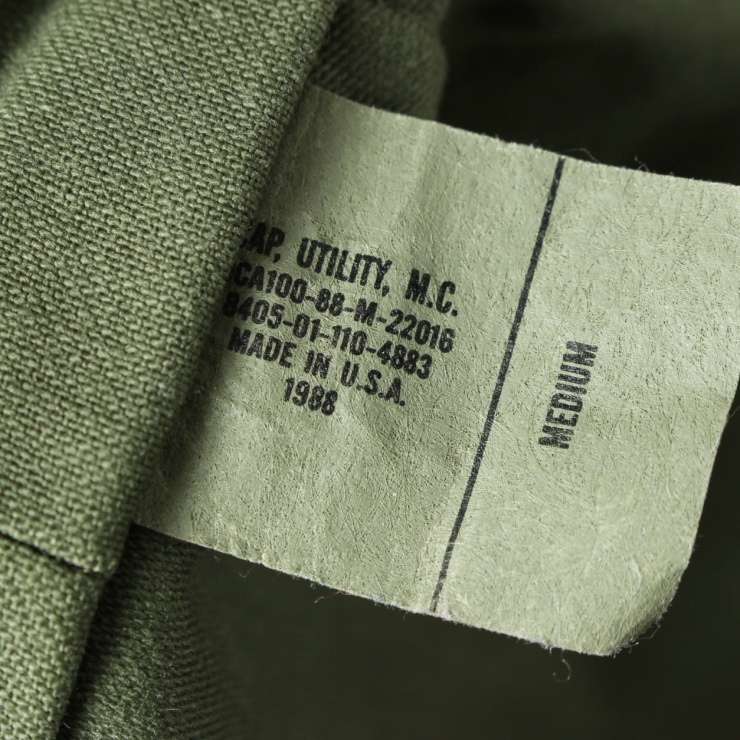 AP, UTILITY, M.C.
CA100-88-M-22016
8405-01-110-4883
MADE IN U.S.A.
1988
MEDIUM